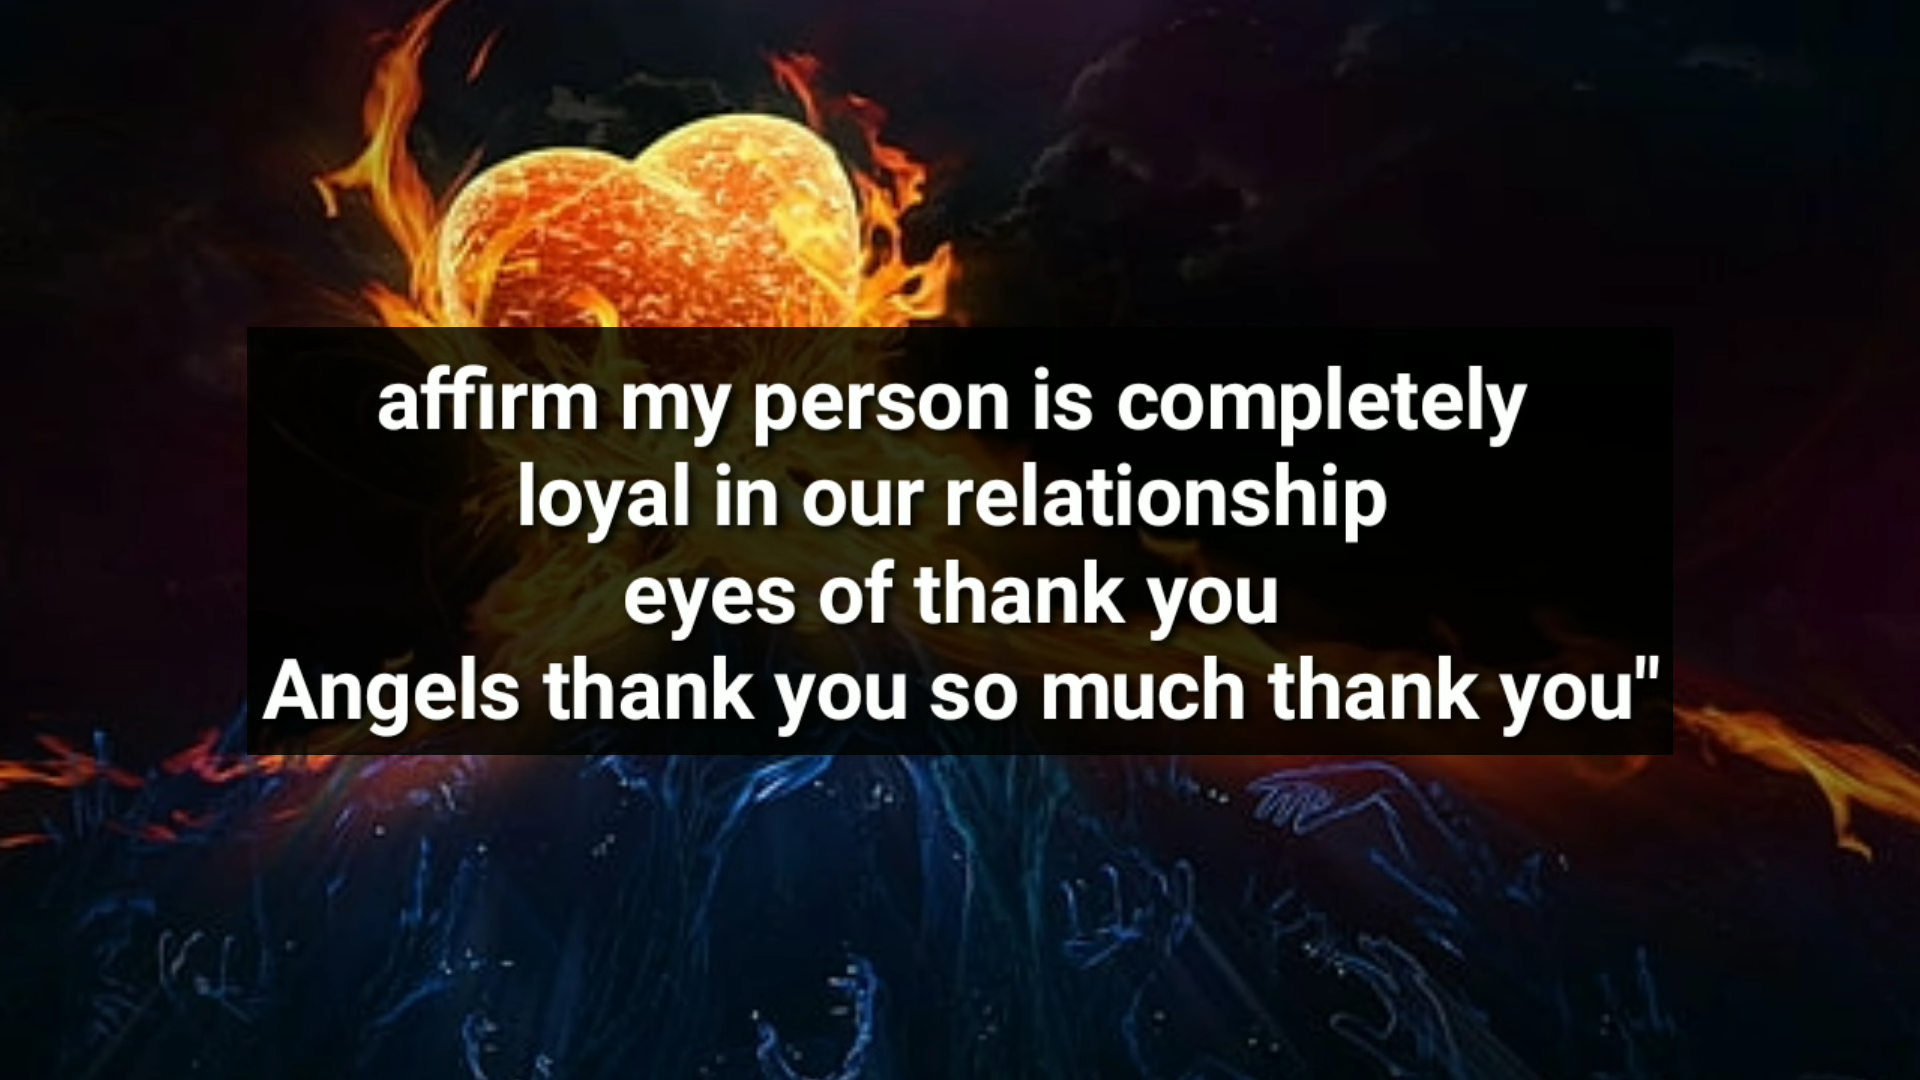 affirm my person is completely
loyal in our relationship
eyes of thank you
Angels thank you so much thank you"